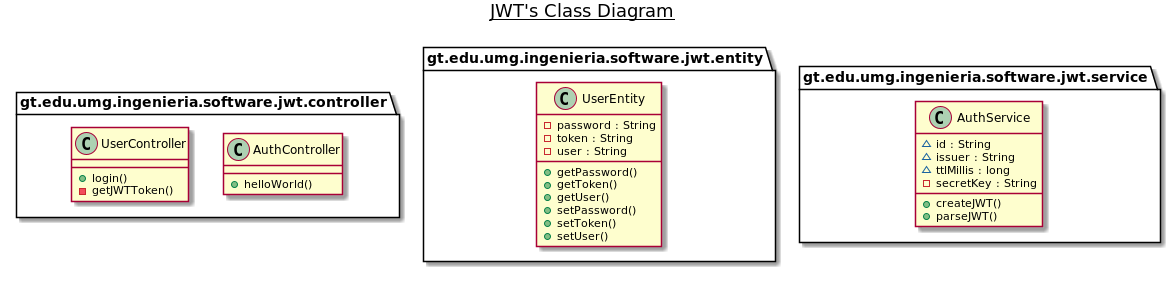 JWT's Class Diagram
gt.edu.umg.ingenieria.software.jwt.controller
C UserController
login()
getJWTToken()
C AuthController
helloWorld()
gt.edu.umg.ingenieria.software.jwt.entity
C UserEntity
password : String
token : String
user : String
getPassword()
getToken()
getUser()
setPassword()
setToken()
setUser()
gt.edu.umg.ingenieria.software.jwt.service
C AuthService
id : String
issuer : String
ttlMillis : long
secretKey : String
createJWT()
parseJWT()